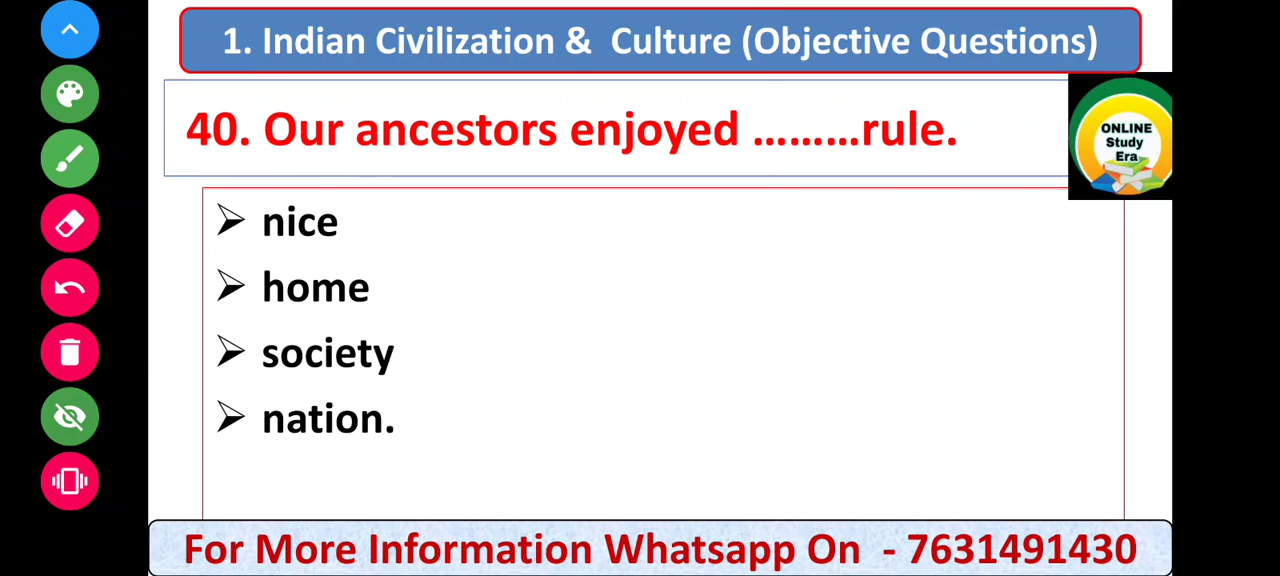 1. Indian Civilization & Culture (Objective Questions)
40. Our ancestors enjoyed ………rule.
ONLINE
Study
Era
➢ nice
➢ home
➢ society
➢ nation.
For More Information Whatsapp On - 7631491430